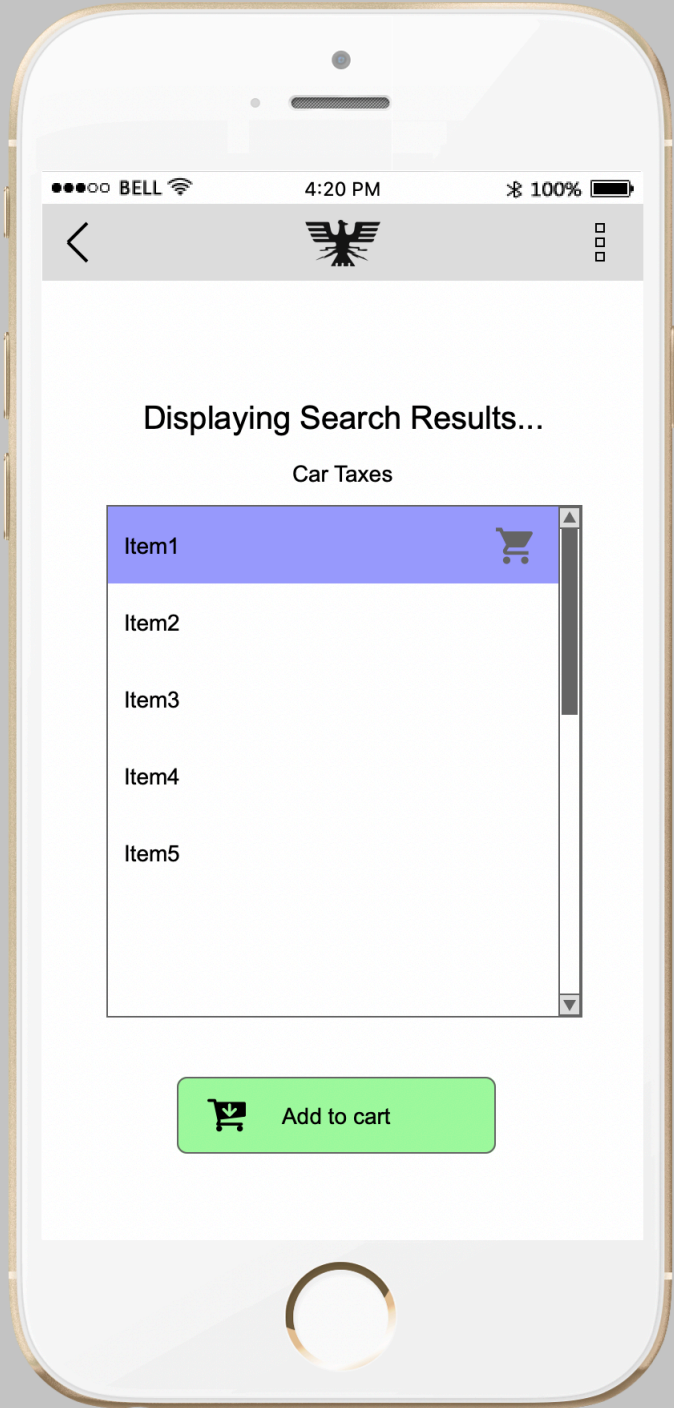 BELL 4:20 PM 100%
Displaying Search Results...
Car Taxes
Item1
Item2
Item3
Item4
Item5
Add to cart